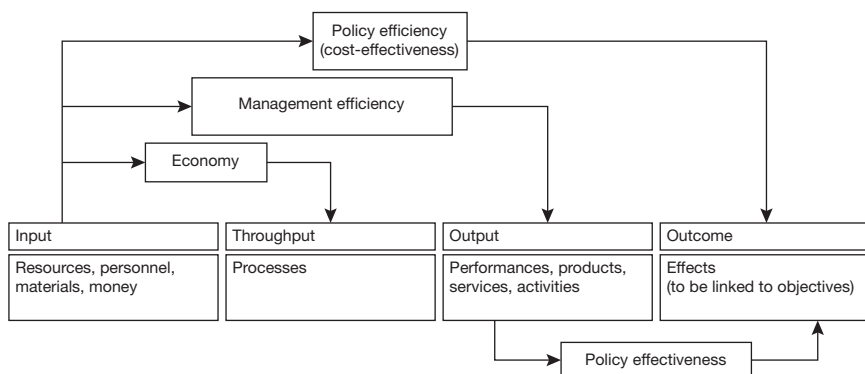 Policy efficiency
(cost-effectiveness)
Management efficiency
Economy
Input
Throughput
Output
Outcome
Resources, personnel,
materials, money
Processes
Performances, products,
services, activities
Effects
(to be linked to objectives)
Policy effectiveness